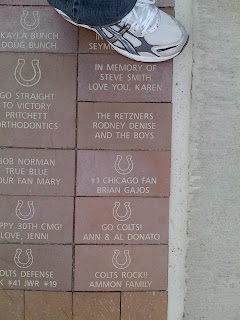 KAYLA BUNCH
DOUG BUNCH
SEYM
IN MEMORY OF
STEVE SMITH
LOVE YOU, KAREN
GO STRAIGHT
TO VICTORY
PRITCHETT
ORTHODONTICS
THE RETZNERS
RODNEY DENISE
AND THE BOYS
BOB NORMAN
TRUE BLUE
OUR FAN MARY
#1 CHICAGO FAN
BRIAN GAJOS
PPY 30TH CMG!
LOVE, JENNI
GO COLTS!
ANN & AL DONATO
OLTS DEFENSE
K #41 JWR #19
COLTS ROCK!!
AMMON FAMILY